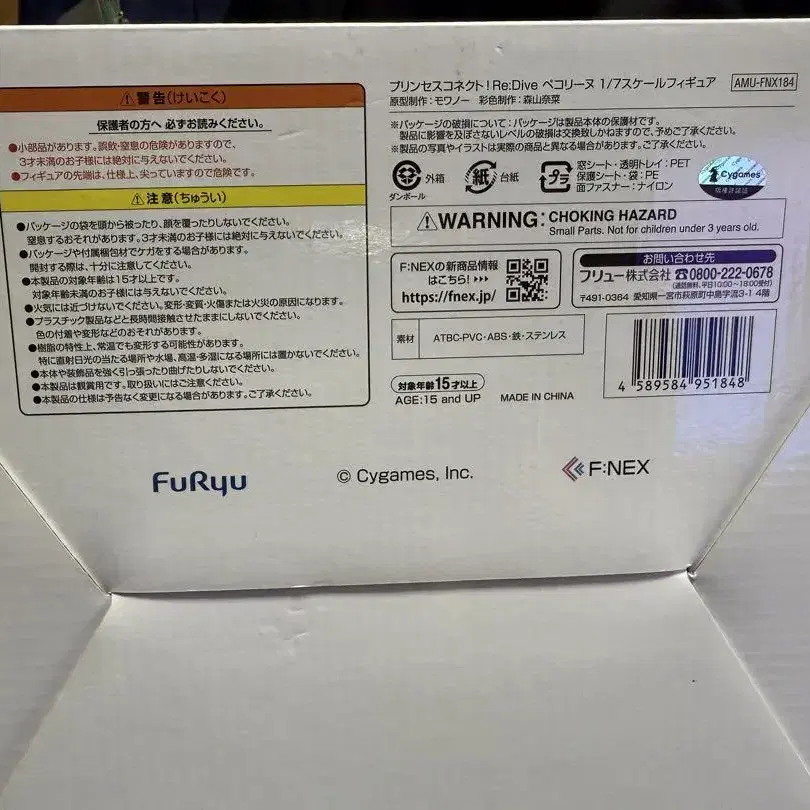 ⚠警告(けいこく)
保護者の方へ 必ずお読みください。
●小部品があります。誤飲・窒息の危険がありますので、
3才未満のお子様には絶対に与えないでください。
●フィギュアの先端は、仕様上、尖っていますので危険です。
⚠注意(ちゅうい)
●パッケージの袋を頭から被ったり、顔を覆ったりしないでください。
窒息するおそれがあります。3才未満のお子様には絶対に与えないでください。
●パッケージや付属梱包材でケガをする場合があります。
開封する際は、十分に注意してください。
●本製品の対象年齢は15才以上です。
対象年齢未満のお子様には与えないでください。
●火気には近づけないでください。変形・変質・火傷または火災の原因になります。
●プラスチック製品などと長時間接触させたままにしないでください。
色の付着や変形などのおそれがあります。
●樹脂の特性上、常温でも変形する可能性があります。
特に直射日光の当たる場所や水場、高温・多湿になる場所には置かないでください。
●本体や装飾品を強く引っ張ったり曲げたりしないでください。
●本製品は観賞用です。取り扱いにはご注意ください。
●本製品の仕様は予告なく変更になる場合があります。ご了承ください。
プリンセスコネクト!Re:Dive ペコリーヌ 1/7スケールフィギュア AMU-FNX184
原型制作:モワノー 彩色制作:森山奈菜
※パッケージの破損について:パッケージは製品本体の保護材です。
製品に影響を及ぼさないレベルの破損は交換致しかねますので、予めご了承ください。
※製品の写真やイラストは実際の商品と異なる場合があります。ご了承ください。
ダンボール
外箱
紙
台紙
プラ
窓シート・透明トレイ:PET
保護シート・袋:PE
面ファスナー:ナイロン
Cygames
版権許諾証
⚠WARNING: CHOKING HAZARD
Small Parts. Not for children under 3 years old.
F:NEXの新商品情報
はこちら!▶▶▶
https://fnex.jp/
お問い合わせ先
フリュー株式会社 ☎0800-222-0678
(通話無料、平日10:00~18:00受付)
〒491-0364 愛知県一宮市萩原町中島字流3-1 4階
素材 ATBC-PVC・ABS・鉄・ステンレス
対象年齢15才以上
AGE:15 and UP MADE IN CHINA
4 589584 951848
FuRyu
© Cygames, Inc.
F:NEX